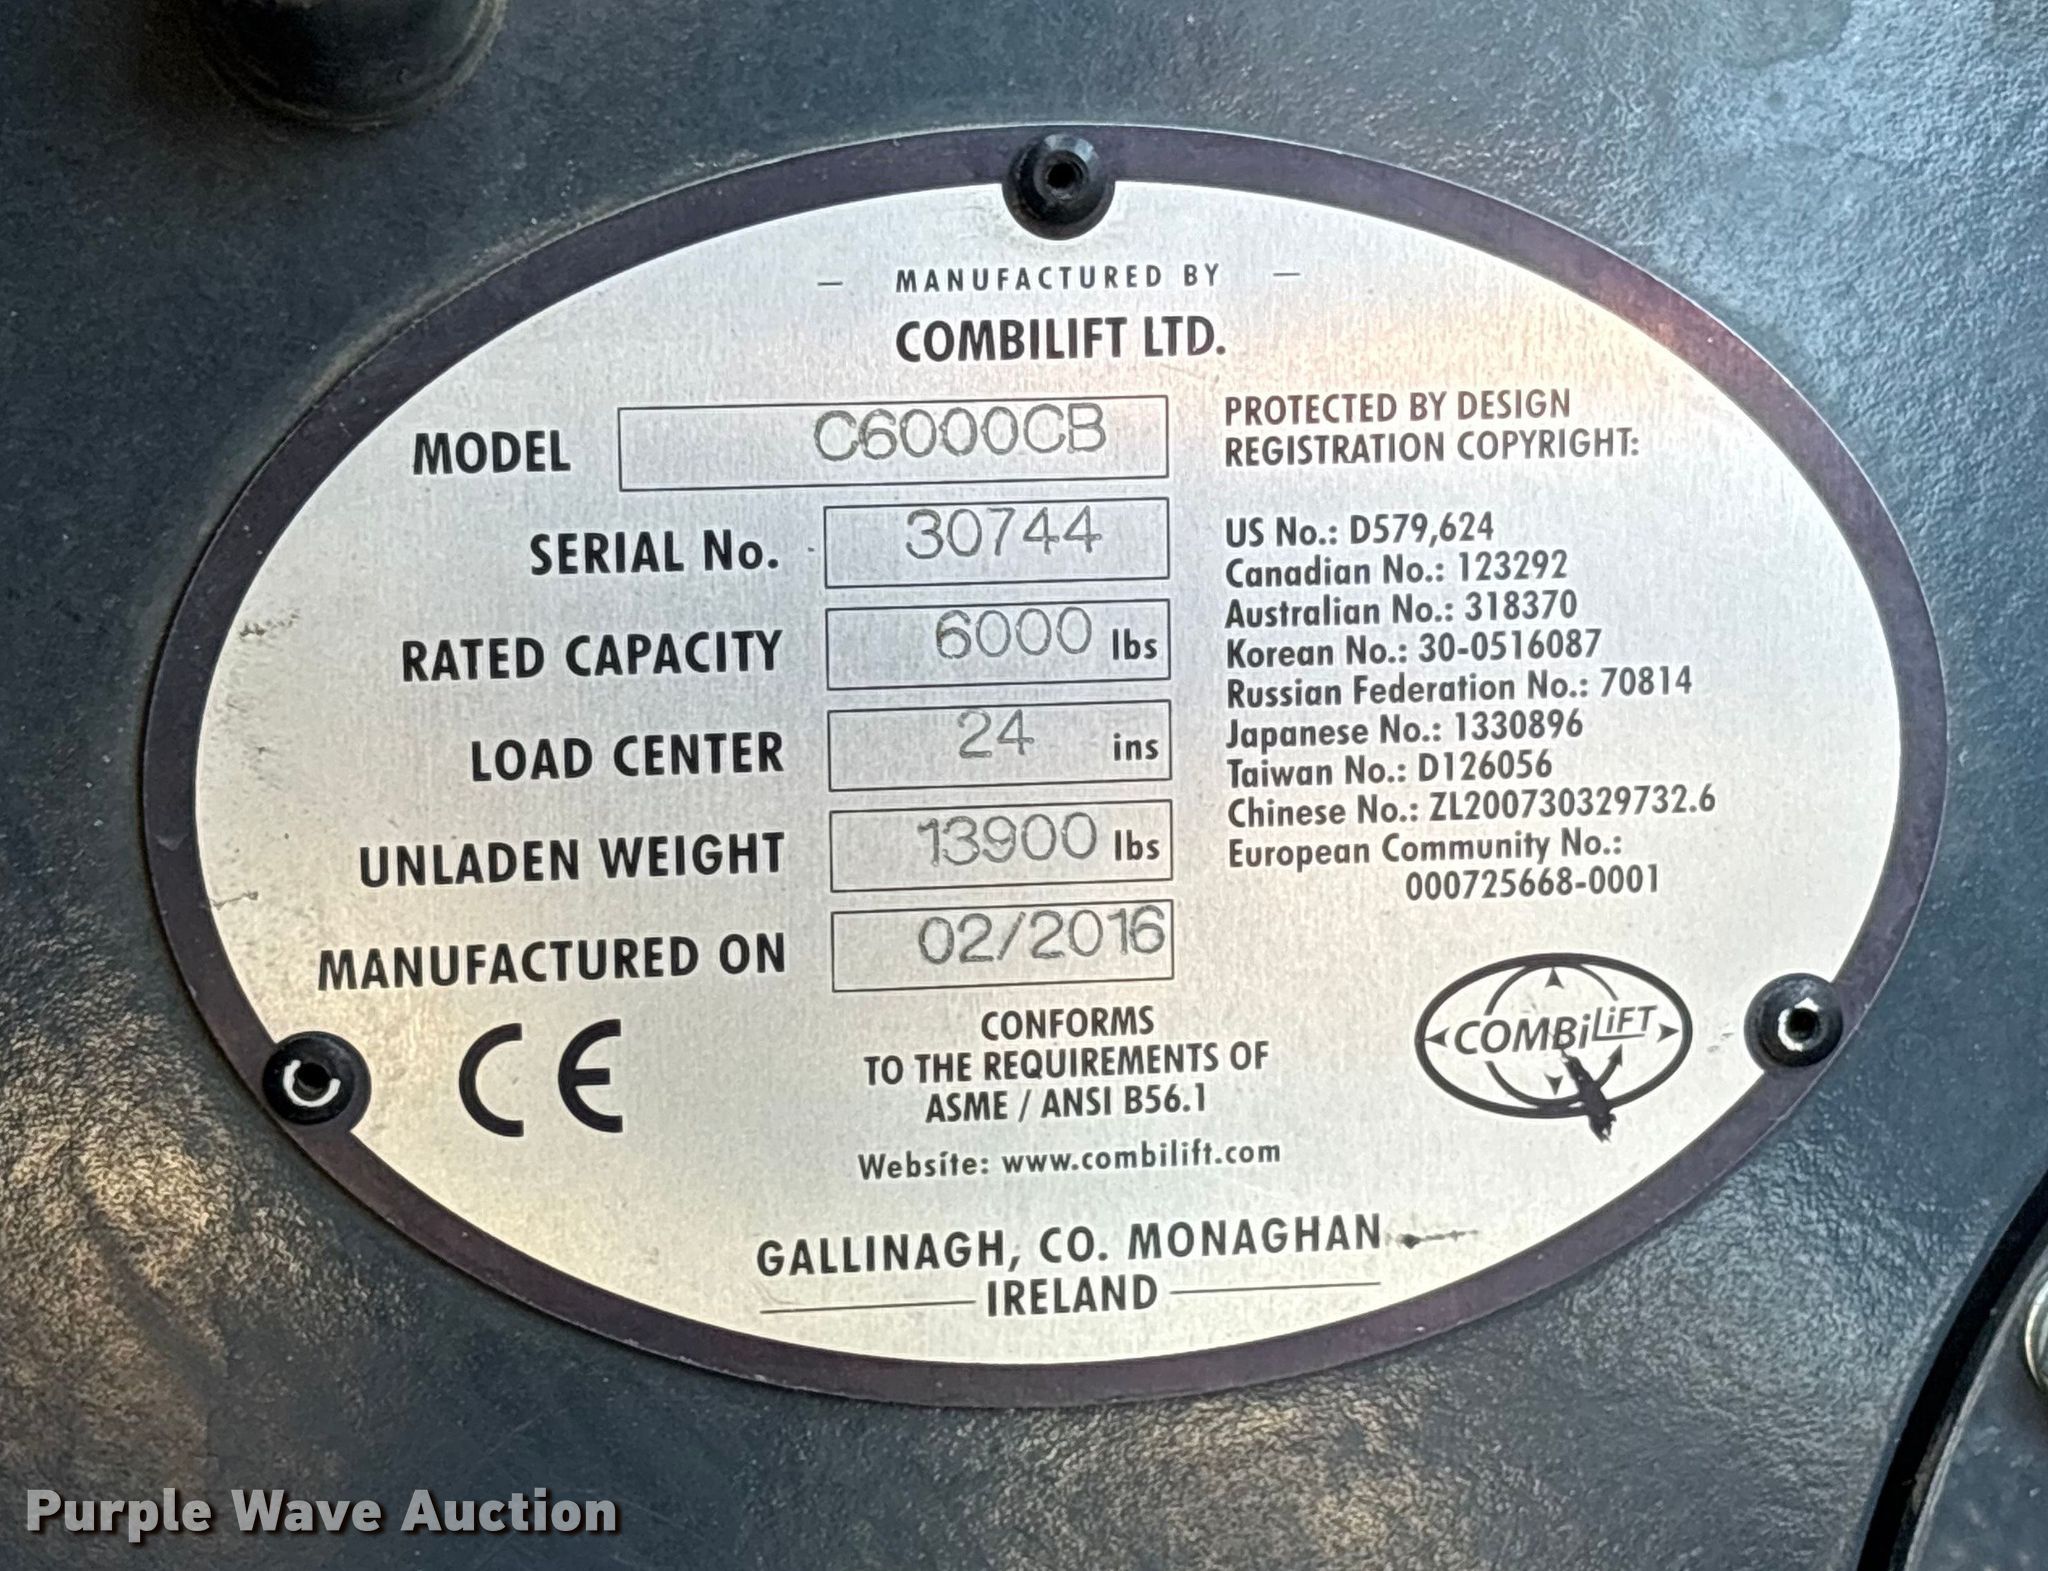 — MANUFACTURED BY —
COMBILIFT LTD.
MODEL C6000CB
SERIAL No. 30744
RATED CAPACITY 6000 lbs
LOAD CENTER 24 ins
UNLADEN WEIGHT 13900 lbs
MANUFACTURED ON 02/2016
PROTECTED BY DESIGN
REGISTRATION COPYRIGHT:
US No.: D579,624
Canadian No.: 123292
Australian No.: 318370
Korean No.: 30-0516087
Russian Federation No.: 70814
Japanese No.: 1330896
Taiwan No.: D126056
Chinese No.: ZL200730329732.6
European Community No.:
000725668-0001
CE
CONFORMS
TO THE REQUIREMENTS OF
ASME / ANSI B56.1
Website: www.combilift.com
COMBiLiFT
GALLINAGH, CO. MONAGHAN
IRELAND
Purple Wave Auction